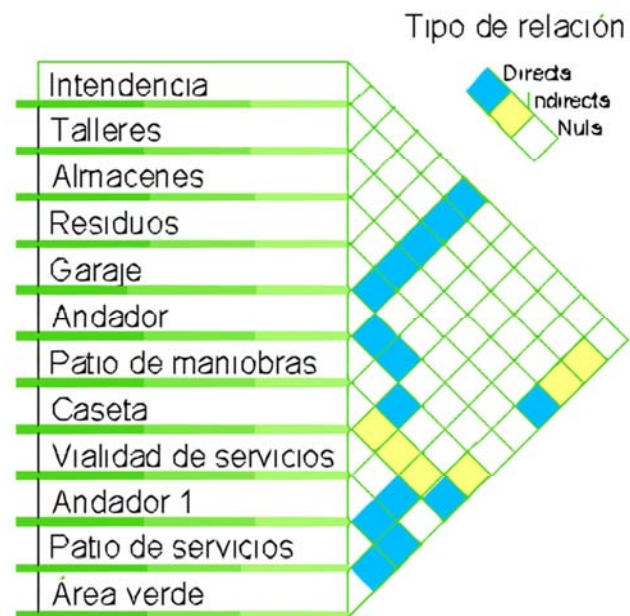 Tipo de relación
Directa
Indirecta
Nula
Intendencia
Talleres
Almacenes
Residuos
Garaje
Andador
Patio de maniobras
Caseta
Vialidad de servicios
Andador 1
Patio de servicios
Área verde